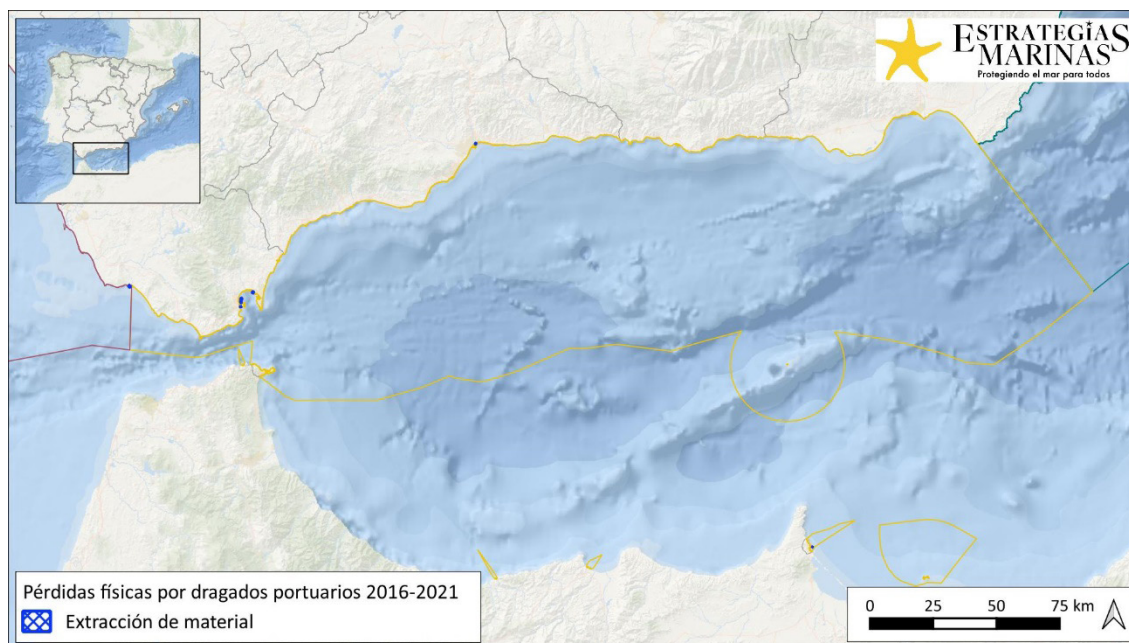 ESTRATEGIAS
MARINAS
Protegiendo el mar para todos
Pérdidas físicas por dragados portuarios 2016-2021
Extracción de material
0 25 50 75 km